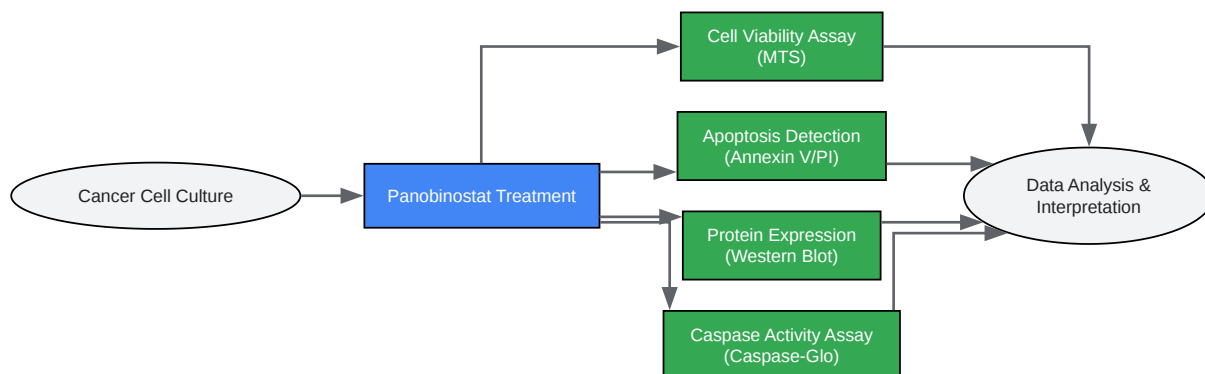 Cell Viability Assay
(MTS)
Apoptosis Detection
(Annexin V/PI)
Cancer Cell Culture
Panobinostat Treatment
Data Analysis &
Interpretation
Protein Expression
(Western Blot)
Caspase Activity Assay
(Caspase-Glo)